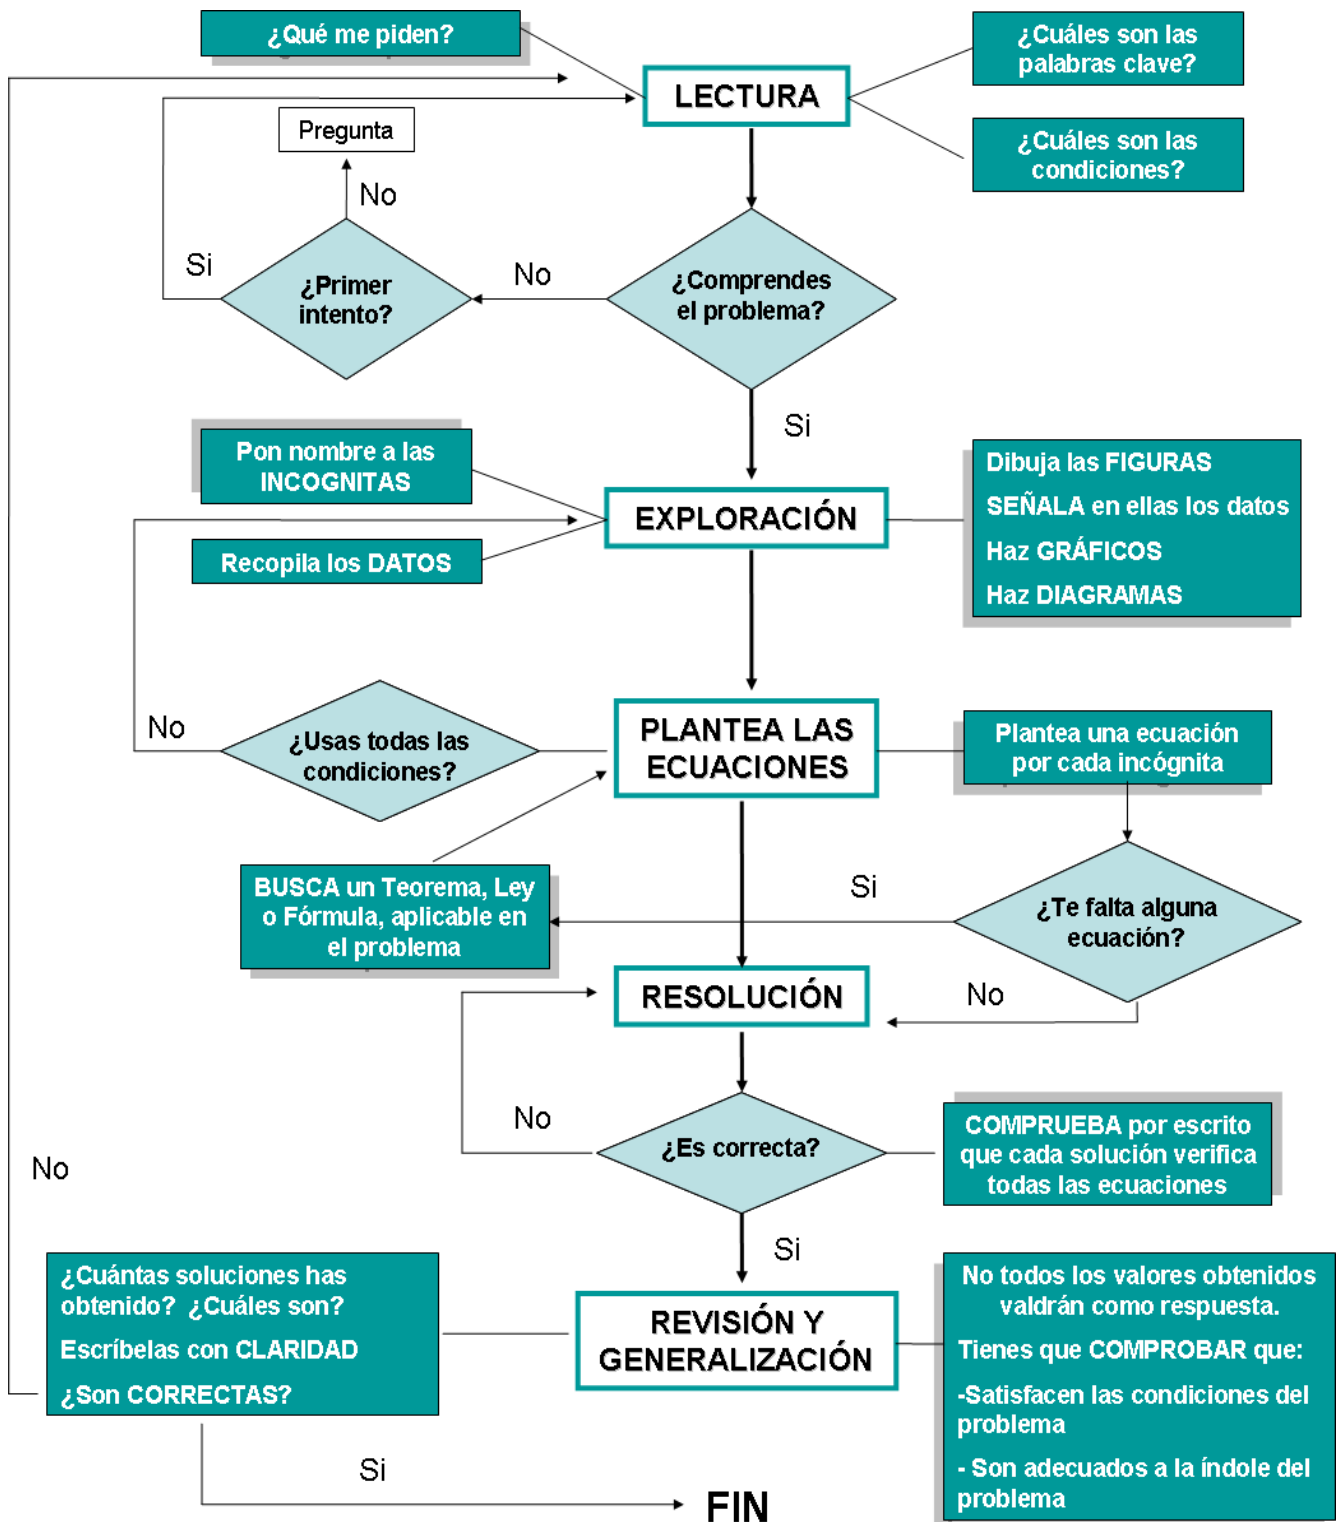 ¿Qué me piden?
¿Cuáles son las
palabras clave?
LECTURA
Pregunta
¿Cuáles son las
condiciones?
No
Si
No
¿Primer
intento?
¿Comprendes
el problema?
Si
Pon nombre a las
INCOGNITAS
Dibuja las FIGURAS
SEÑALA en ellas los datos
Haz GRÁFICOS
Haz DIAGRAMAS
EXPLORACIÓN
Recopila los DATOS
No
¿Usas todas las
condiciones?
PLANTEA LAS
ECUACIONES
Plantea una ecuación
por cada incógnita
BUSCA un Teorema, Ley
o Fórmula, aplicable en
el problema
Si
¿Te falta alguna
ecuación?
RESOLUCIÓN
No
No
¿Es correcta?
COMPRUEBA por escrito
que cada solución verifica
todas las ecuaciones
No
Si
¿Cuántas soluciones has
obtenido? ¿Cuáles son?
Escríbelas con CLARIDAD
¿Son CORRECTAS?
REVISIÓN Y
GENERALIZACIÓN
No todos los valores obtenidos
valdrán como respuesta.
Tienes que COMPROBAR que:
-Satisfacen las condiciones del
problema
- Son adecuados a la índole del
problema
Si
FIN